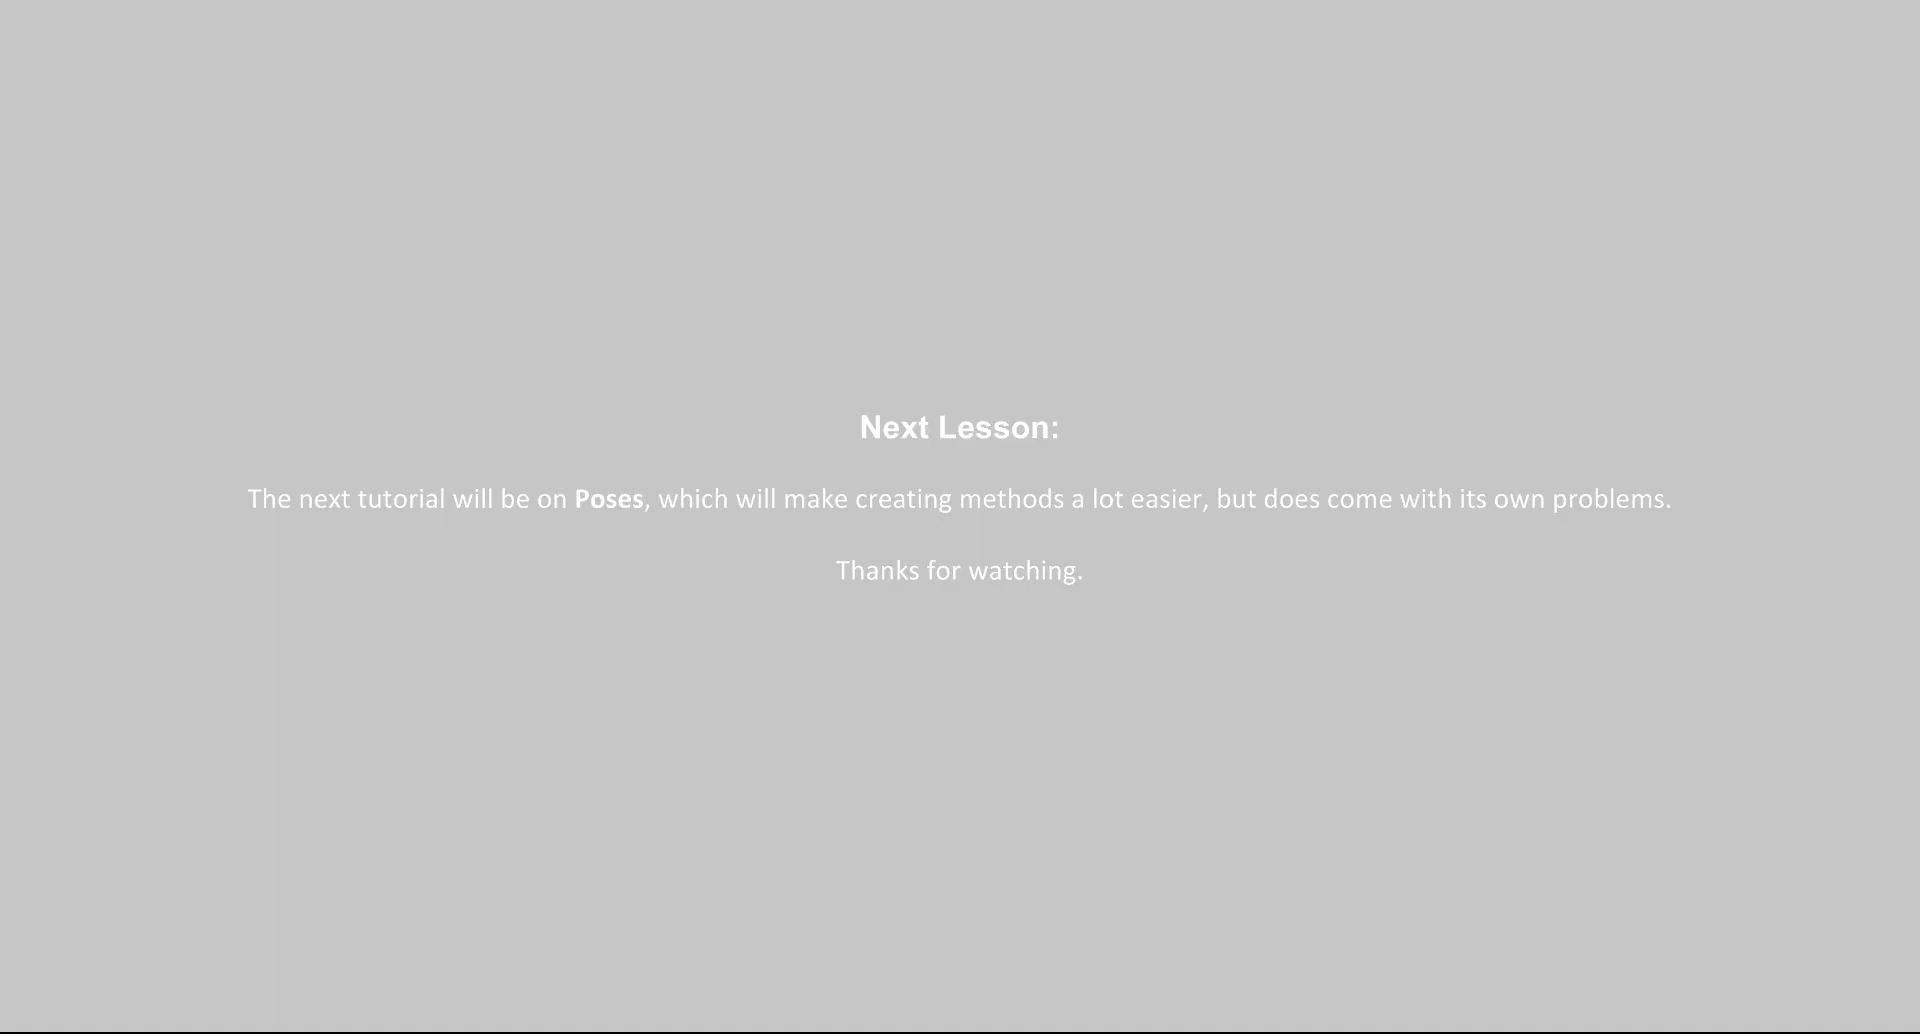 Next Lesson:
The next tutorial will be on Poses, which will make creating methods a lot easier, but does come with its own problems.
Thanks for watching.